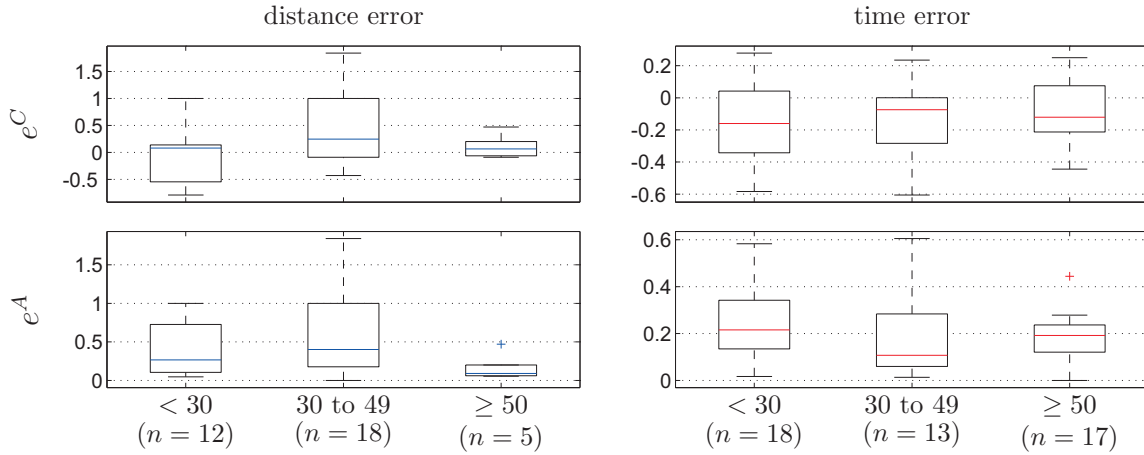 distance error
time error
e^C
1.5
1
0.5
0
-0.5
0.2
0
-0.2
-0.4
-0.6
e^A
1.5
1
0.5
0
0.6
0.4
0.2
0
< 30
30 to 49
≥ 50
(n = 12)
(n = 18)
(n = 5)
< 30
30 to 49
≥ 50
(n = 18)
(n = 13)
(n = 17)